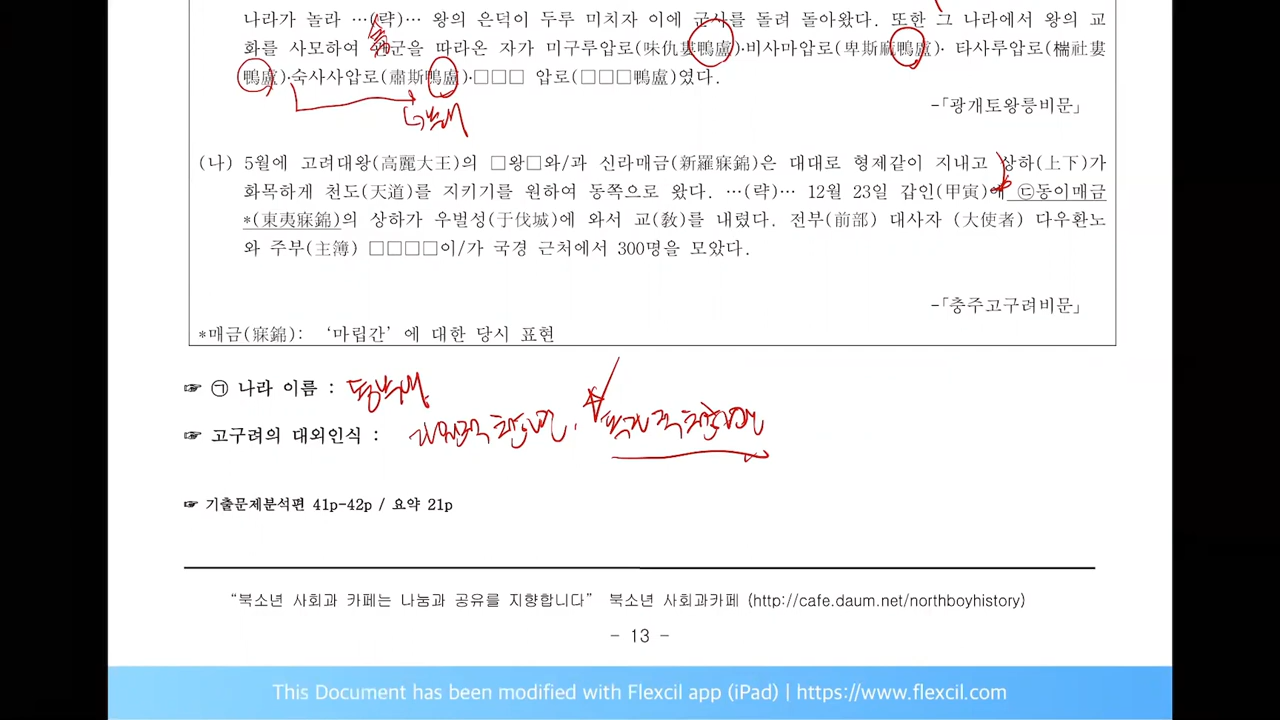 나라가 놀라 …(략)… 왕의 은덕이 두루 미치자 이에 군사를 돌려 돌아왔다. 또한 그 나라에서 왕의 교
화를 사모하여 군을 따라온 자가 미구루압로(味仇婁鴨盧)·비사마압로(卑斯麻鴨盧)· 타사루압로(橢社婁
鴨盧)·숙사사압로(肅斯鴨盧)·□□□ 압로(□□□鴨盧)였다.
-「광개토왕릉비문」
(나) 5월에 고려대왕(高麗大王)의 □왕□와/과 신라매금(新羅寐錦)은 대대로 형제같이 지내고 상하(上下)가
화목하게 천도(天道)를 지키기를 원하여 동쪽으로 왔다. …(략)… 12월 23일 갑인(甲寅)에 ㉢동이매금
*(東夷寐錦)의 상하가 우벌성(于伐城)에 와서 교(敎)를 내렸다. 전부(前部) 대사자 (大使者) 다우환노
와 주부(主簿) □□□□이/가 국경 근처에서 300명을 모았다.
-「충주고구려비문」
*매금(寐錦): ‘마립간’에 대한 당시 표현
☞ ㉠ 나라 이름 : 동부여
☞ 고구려의 대외인식 : 천하관, 천하관
☞ 기출문제분석편 41p-42p / 요약 21p
“북소년 사회과 카페는 나눔과 공유를 지향합니다” 북소년 사회과카페 (http://cafe.daum.net/northboyhistory)
- 13 -
This Document has been modified with Flexcil app (iPad) | https://www.flexcil.com